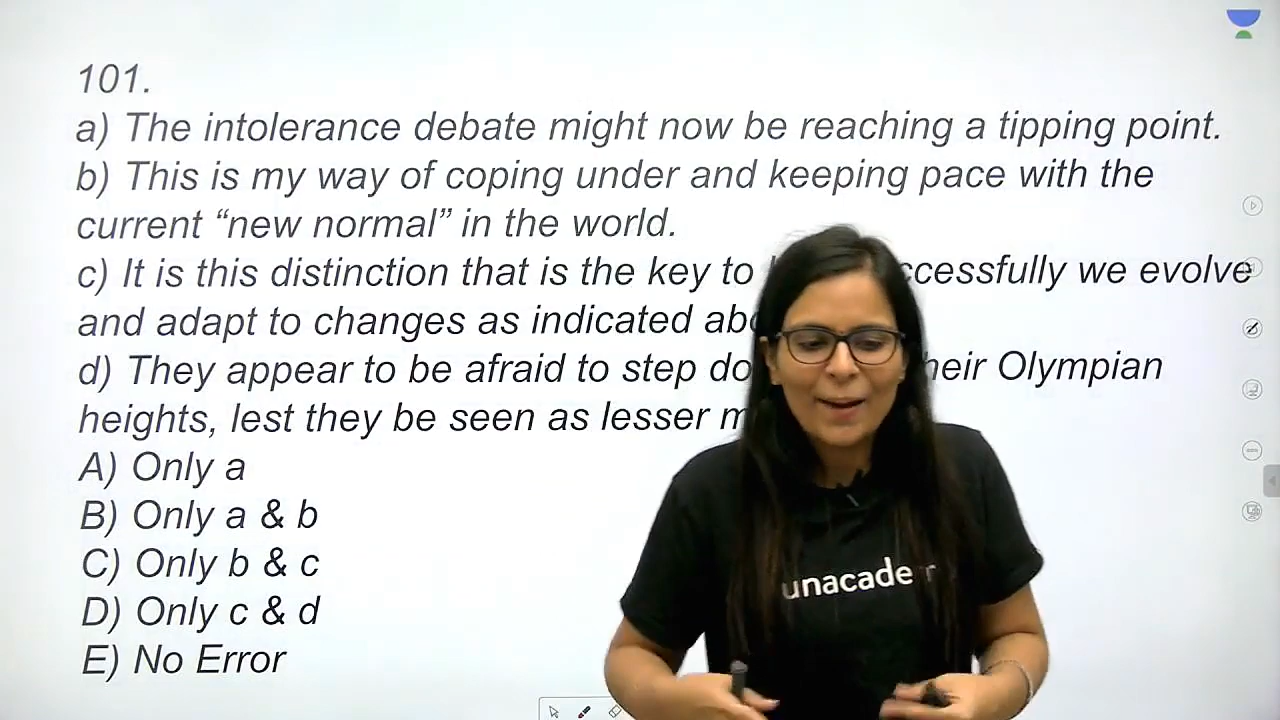 101.
a) The intolerance debate might now be reaching a tipping point.
b) This is my way of coping under and keeping pace with the
current “new normal” in the world.
c) It is this distinction that is the key to we evolve
and adapt to changes as indicated
d) They appear to be afraid to step Olympian
heights, lest they be seen as lesser
A) Only a
B) Only a & b
C) Only b & c
D) Only c & d
E) No Error
unacadem